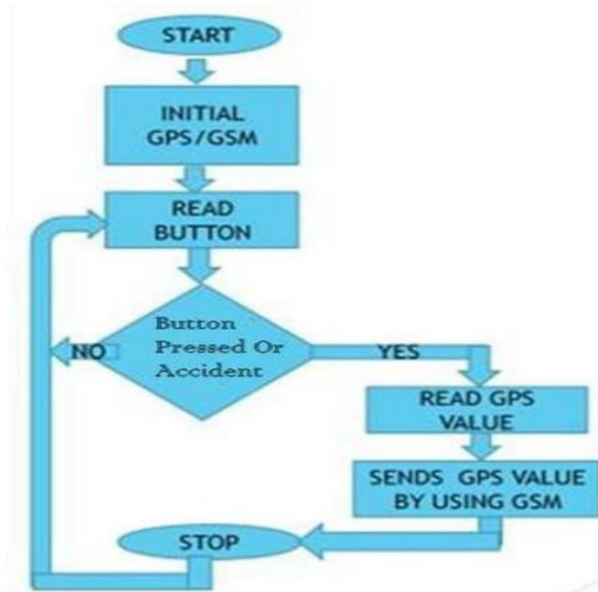 START
INITIAL
GPS/GSM
READ
BUTTON
Button
Pressed Or
Accident
NO
YES
READ GPS
VALUE
SENDS GPS VALUE
BY USING GSM
STOP